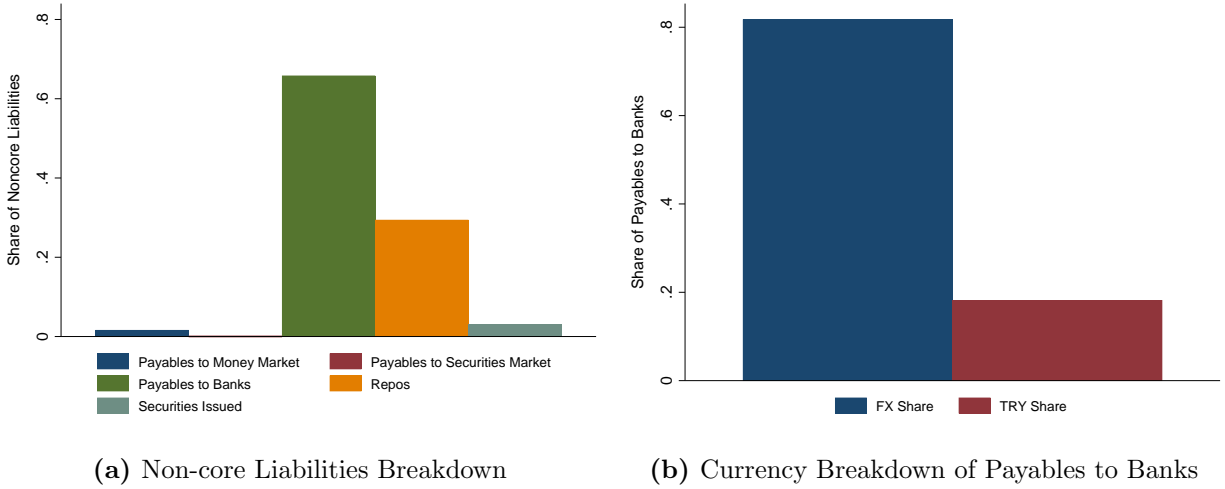 Share of Noncore Liabilities
0 .2 .4 .6 .8
Payables to Money Market Payables to Securities Market
Payables to Banks Repos
Securities Issued
(a) Non-core Liabilities Breakdown
Share of Payables to Banks
0 .2 .4 .6 .8
FX Share TRY Share
(b) Currency Breakdown of Payables to Banks